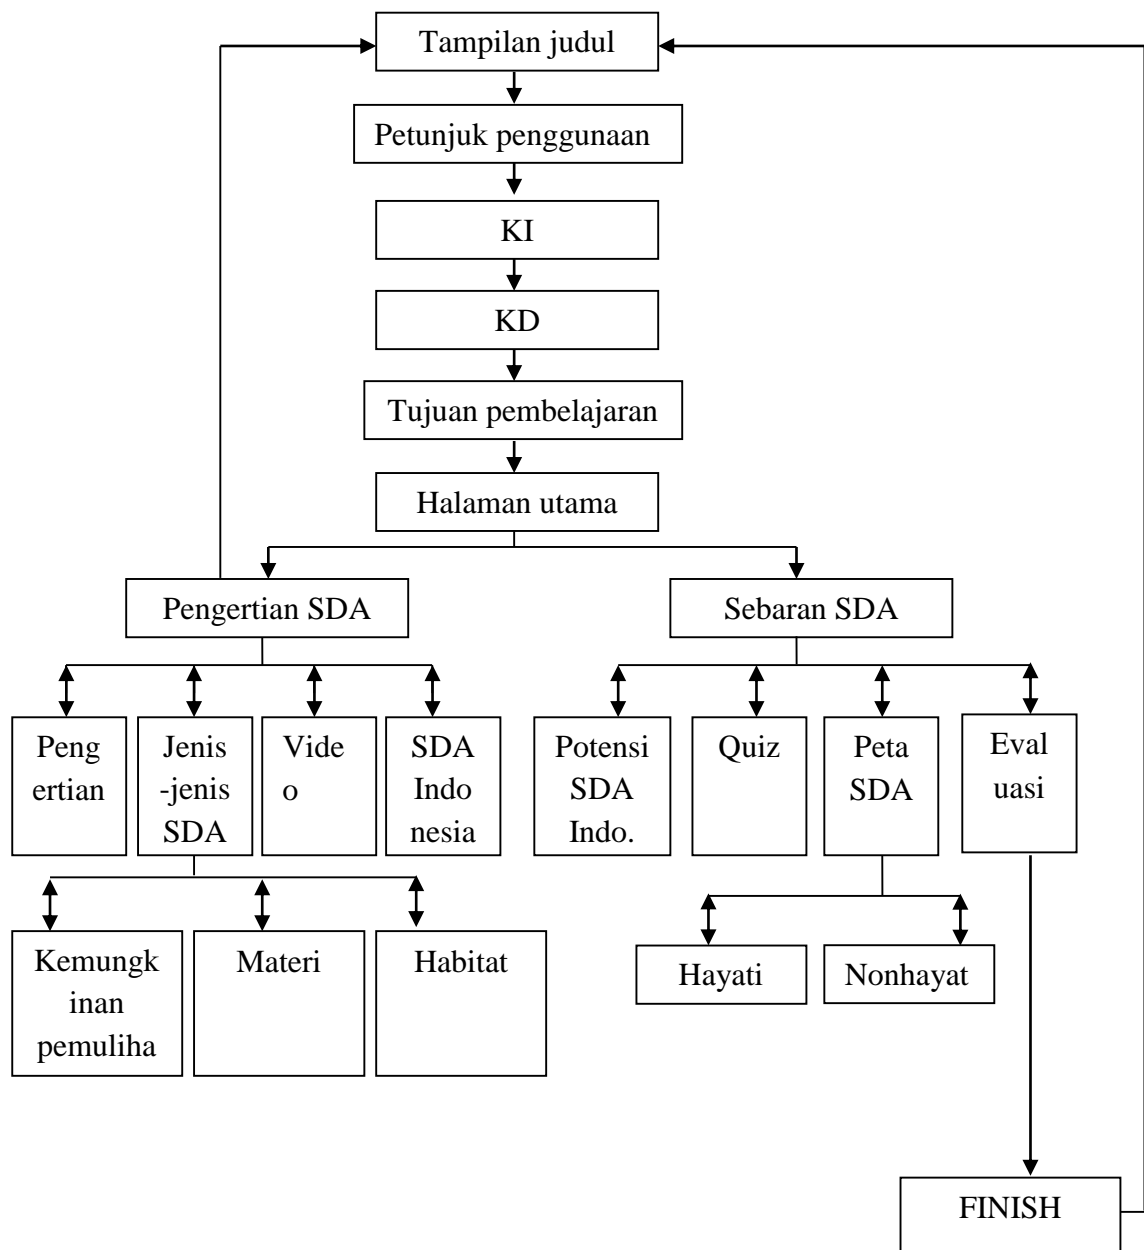 Tampilan judul
Petunjuk penggunaan
KI
KD
Tujuan pembelajaran
Halaman utama
Pengertian SDA
Sebaran SDA
Peng
ertian
Jenis
-jenis
SDA
Vide
o
SDA
Indo
nesia
Potensi
SDA
Indo.
Quiz
Peta
SDA
Eval
uasi
Kemungk
inan
pemuliha
Materi
Habitat
Hayati
Nonhayat
FINISH